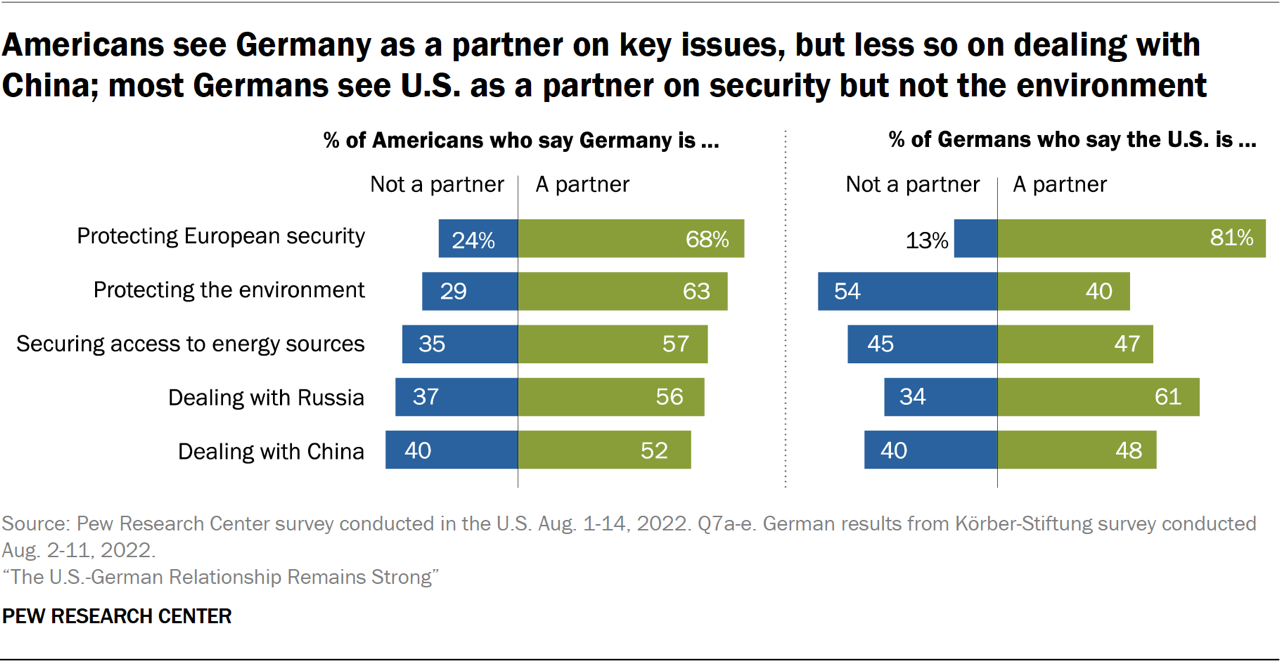 Americans see Germany as a partner on key issues, but less so on dealing with
China; most Germans see U.S. as a partner on security but not the environment
% of Americans who say Germany is ...
% of Germans who say the U.S. is ...
Not a partner A partner Not a partner A partner
Protecting European security 24% 68% 13% 81%
Protecting the environment 29 63 54 40
Securing access to energy sources 35 57 45 47
Dealing with Russia 37 56 34 61
Dealing with China 40 52 40 48
Source: Pew Research Center survey conducted in the U.S. Aug. 1-14, 2022. Q7a-e. German results from Körber-Stiftung survey conducted
Aug. 2-11, 2022.
“The U.S.-German Relationship Remains Strong”
PEW RESEARCH CENTER